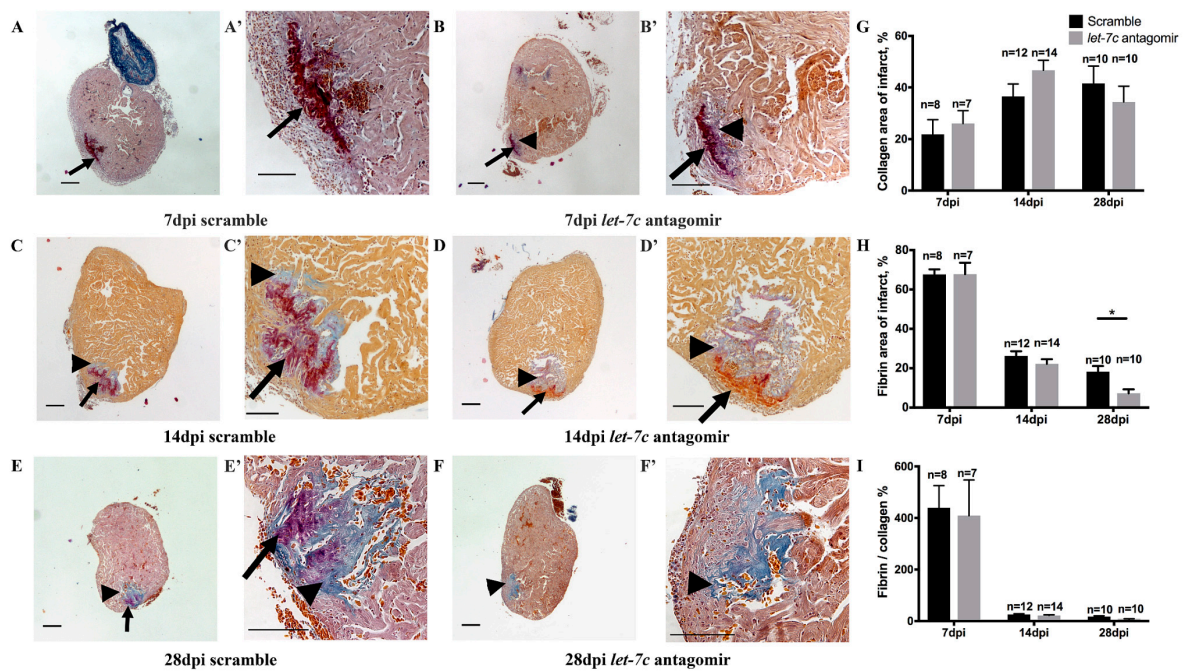 A A’ B B’ G
Scramble
let-7c antagomir
Collagen area of infarct, %
60
40
20
0
n=8 n=7 n=12 n=14 n=10 n=10
7dpi 14dpi 28dpi
7dpi scramble 7dpi let-7c antagomir
C C’ D D’ H
Fibrin area of infarct, %
80
60
40
20
0
n=8 n=7 n=12 n=14 n=10 n=10
*
7dpi 14dpi 28dpi
14dpi scramble 14dpi let-7c antagomir
E E’ F F’ I
Fibrin / collagen %
600
400
200
0
n=8 n=7 n=12 n=14 n=10 n=10
7dpi 14dpi 28dpi
28dpi scramble 28dpi let-7c antagomir